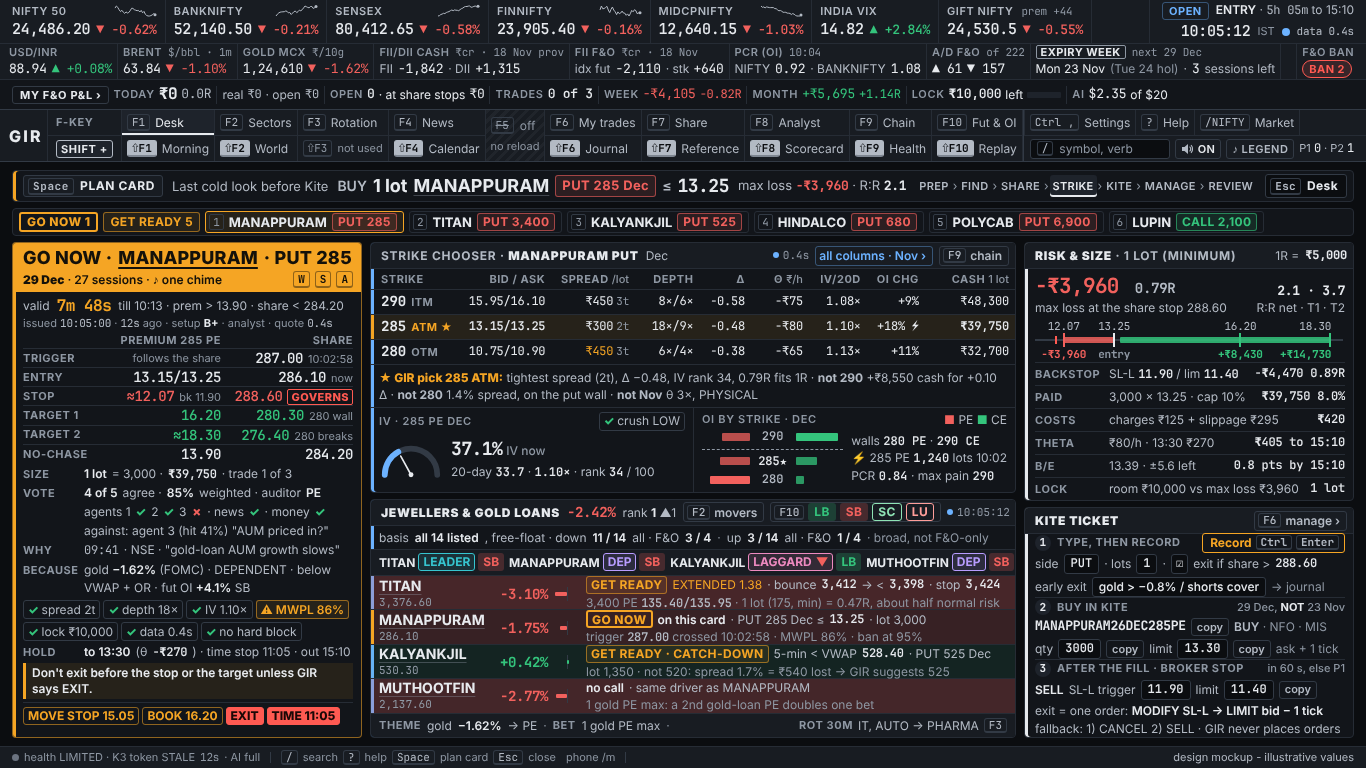 NIFTY 50 BANKNIFTY SENSEX FINNIFTY MIDCPNIFTY INDIA VIX GIFT NIFTY prem +44 OPEN ENTRY · 5h 05m to 15:10
24,486.20 ▼ -0.62% 52,140.50 ▼ -0.21% 80,412.65 ▼ -0.58% 23,905.40 ▼ -0.16% 12,640.15 ▼ -1.03% 14.82 ▲ +2.84% 24,530.5 ▼ -0.55% 10:05:12 IST ● data 0.4s
USD/INR BRENT $/bbl · 1m GOLD MCX ₹/10g FII/DII CASH ₹cr · 18 Nov prov FII F&O ₹cr · 18 Nov PCR (OI) 10:04 A/D F&O of 222 EXPIRY WEEK next 29 Dec F&O BAN
88.94 ▲ +0.08% 63.84 ▼ -1.10% 1,24,610 ▼ -1.62% FII -1,842 · DII +1,315 idx fut -2,110 · stk +640 NIFTY 0.92 · BANKNIFTY 1.08 ▲ 61 ▼ 157 Mon 23 Nov (Tue 24 hol) · 3 sessions left BAN 2
MY F&O P&L › TODAY ₹0 0.0R real ₹0 · open ₹0 OPEN 0 · at share stops ₹0 TRADES 0 of 3 WEEK -₹4,105 -0.82R MONTH +₹5,695 +1.14R LOCK ₹10,000 left AI $2.35 of $20
GIR F-KEY F1 Desk F2 Sectors F3 Rotation F4 News F5 off F6 My trades F7 Share F8 Analyst F9 Chain F10 Fut & OI Ctrl , Settings ? Help /NIFTY Market
SHIFT + ⇧F1 Morning ⇧F2 World ⇧F3 not used ⇧F4 Calendar no reload ⇧F6 Journal ⇧F7 Reference ⇧F8 Scorecard ⇧F9 Health ⇧F10 Replay / symbol, verb ON ♪ LEGEND P1 0 · P2 1
Space PLAN CARD Last cold look before Kite BUY 1 lot MANAPPURAM PUT 285 Dec ≤ 13.25 max loss -₹3,960 · R:R 2.1 PREP › FIND › SHARE › STRIKE › KITE › MANAGE › REVIEW Esc Desk
GO NOW 1 GET READY 5 1 MANAPPURAM PUT 285 2 TITAN PUT 3,400 3 KALYANKJIL PUT 525 4 HINDALCO PUT 680 5 POLYCAB PUT 6,900 6 LUPIN CALL 2,100
GO NOW · MANAPPURAM · PUT 285
29 Dec · 27 sessions · ♪ one chime W S A
valid 7m 48s till 10:13 · prem > 13.90 · share < 284.20
issued 10:05:00 · 12s ago · setup B+ · analyst · quote 0.4s
PREMIUM 285 PE SHARE
TRIGGER follows the share 287.00 10:02:58
ENTRY 13.15/13.25 286.10 now
STOP ≈12.07 bk 11.90 288.60 GOVERNS
TARGET 1 16.20 280.30 280 wall
TARGET 2 ≈18.30 276.40 280 breaks
NO-CHASE 13.90 284.20
SIZE 1 lot = 3,000 · ₹39,750 · trade 1 of 3
VOTE 4 of 5 agree · 85% weighted · auditor PE
agents 1 ✓ 2 ✓ 3 × · news ✓ · money ✓
against: agent 3 (hit 41%) "AUM priced in?"
WHY 09:41 · NSE · "gold-loan AUM growth slows"
BECAUSE gold −1.62% (FOMC) · DEPENDENT · below
VWAP + OR · fut OI +4.1% SB
✓ spread 2t ✓ depth 18× ✓ IV 1.10× ⚠ MWPL 86%
✓ lock ₹10,000 ✓ data 0.4s ✓ no hard block
HOLD to 13:30 (θ -₹270 ) · time stop 11:05 · out 15:10
Don't exit before the stop or the target unless GIR
says EXIT.
MOVE STOP 15.05 BOOK 16.20 EXIT TIME 11:05
STRIKE CHOOSER · MANAPPURAM PUT Dec ● 0.4s all columns · Nov › F9 chain
STRIKE BID / ASK SPREAD /lot DEPTH Δ Θ ₹/h IV/20D OI CHG CASH 1 lot
290 ITM 15.95/16.10 ₹450 3t 8×/6× -0.58 -₹75 1.08× +9% ₹48,300
285 ATM ★ 13.15/13.25 ₹300 2t 18×/9× -0.48 -₹80 1.10× +18% ⚡ ₹39,750
280 OTM 10.75/10.90 ₹450 3t 6×/4× -0.38 -₹65 1.13× +11% ₹32,700
★ GIR pick 285 ATM: tightest spread (2t), Δ −0.48, IV rank 34, 0.79R fits 1R · not 290 +₹8,550 cash for +0.10
Δ · not 280 1.4% spread, on the put wall · not Nov θ 3×, PHYSICAL
IV · 285 PE DEC ✓ crush LOW
37.1% IV now
20-day 33.7 · 1.10× · rank 34 / 100
OI BY STRIKE · DEC ■ PE ■ CE
290
285★
280
walls 280 PE · 290 CE
⚡ 285 PE 1,240 lots 10:02
PCR 0.84 · max pain 290
JEWELLERS & GOLD LOANS -2.42% rank 1 ▲1 F2 movers F10 LB SB SC LU ● 10:05:12
basis all 14 listed , free-float · down 11 / 14 all · F&O 3 / 4 · up 3 / 14 all · F&O 1 / 4 · broad, not F&O-only
TITAN LEADER SB MANAPPURAM DEP SB KALYANKJIL LAGGARD ▼ LB MUTHOOTFIN DEP SB
TITAN -3.10% GET READY EXTENDED 1.38 · bounce 3,412 → < 3,398 · stop 3,424
3,376.60 3,400 PE 135.40/135.95 · 1 lot (175, min) = 0.47R, about half normal risk
MANAPPURAM -1.75% GO NOW on this card · PUT 285 Dec ≤ 13.25 · lot 3,000
286.10 trigger 287.00 crossed 10:02:58 · MWPL 86% · ban at 95%
KALYANKJIL +0.42% GET READY · CATCH-DOWN 5-min < VWAP 528.40 · PUT 525 Dec
530.30 lot 1,350 · not 520: spread 1.7% = ₹540 lost → GIR suggests 525
MUTHOOTFIN -2.77% no call · same driver as MANAPPURAM
2,137.60 1 gold PE max: a 2nd gold-loan PE doubles one bet
THEME gold −1.62% → PE · BET 1 gold PE max · ROT 30M IT, AUTO → PHARMA F3
RISK & SIZE · 1 LOT (MINIMUM) 1R = ₹5,000
-₹3,960 0.79R 2.1 · 3.7
max loss at the share stop 288.60 R:R net · T1 · T2
12.07 13.25 16.20 18.30
-₹3,960 entry +₹8,430 +₹14,730
BACKSTOP SL-L 11.90 / lim 11.40 -₹4,470 0.89R
PAID 3,000 × 13.25 · cap 10% ₹39,750 8.0%
COSTS charges ₹125 + slippage ₹295 ₹420
THETA ₹80/h · 13:30 ₹270 ₹405 to 15:10
B/E 13.39 · ±5.6 left 0.8 pts by 15:10
LOCK room ₹10,000 vs max loss ₹3,960 1 lot
KITE TICKET F6 manage ›
1 TYPE, THEN RECORD Record Ctrl Enter
side PUT · lots 1 · ☑ exit if share > 288.60
early exit gold > −0.8% / shorts cover → journal
2 BUY IN KITE 29 Dec, NOT 23 Nov
MANAPPURAM26DEC285PE copy BUY · NFO · MIS
qty 3000 copy limit 13.30 copy ask + 1 tick
3 AFTER THE FILL · BROKER STOP in 60 s, else P1
SELL SL-L trigger 11.90 limit 11.40 copy
exit = one order: MODIFY SL-L → LIMIT bid − 1 tick
fallback: 1) CANCEL 2) SELL · GIR never places orders
● health LIMITED · K3 token STALE 12s · AI full / search ? help Space plan card Esc close phone /m design mockup - illustrative values